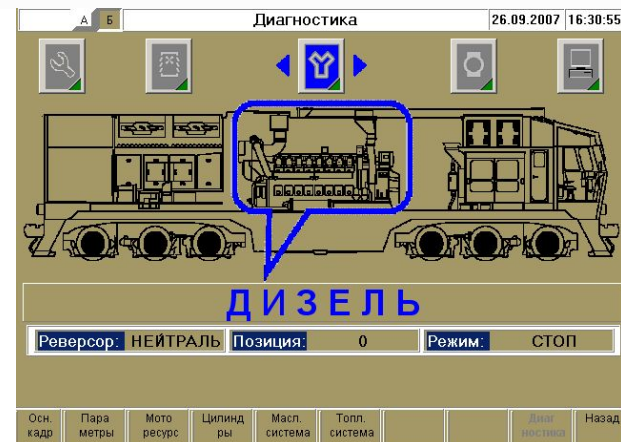 А Б Диагностика 26.09.2007 16:30:55
ДИЗЕЛЬ
Реверсор: НЕЙТРАЛЬ Позиция: 0 Режим: СТОП
Осн. Пара Мото Цилинд Масл. Топл. Диаг Назад
кадр метры ресурс ры система система ностика